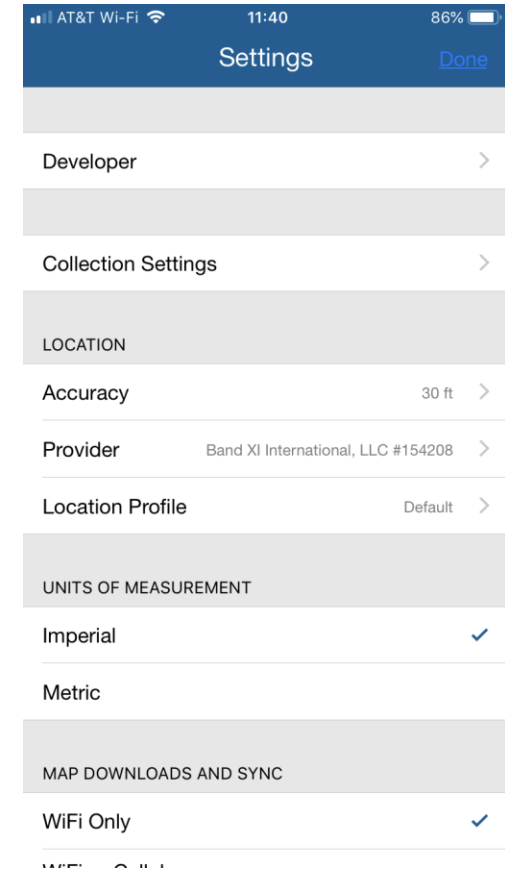 AT&T Wi-Fi 11:40 86%
Settings Done
Developer
Collection Settings
LOCATION
Accuracy 30 ft
Provider Band XI International, LLC #154208
Location Profile Default
UNITS OF MEASUREMENT
Imperial
Metric
MAP DOWNLOADS AND SYNC
WiFi Only